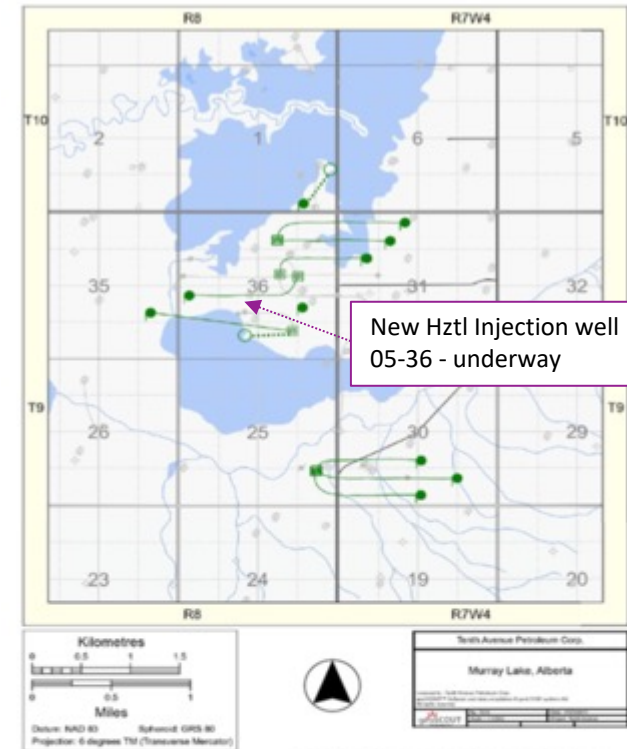 R8 R7W4
T10 2 1 6 5 T10
35 36 31 32
New Hztl Injection well
05-36 - underway
T9 26 25 30 29 T9
23 24 19 20
R8 R7W4
Kilometres
0 0.5 1 1.5
0 0.5 1
Miles
Datum: NAD 83 Spheroid: GRS 80
Projection: 6 degrees TM (Transverse Mercator)
Tenth Avenue Petroleum Corp.
Murray Lake, Alberta
geoSCOUT